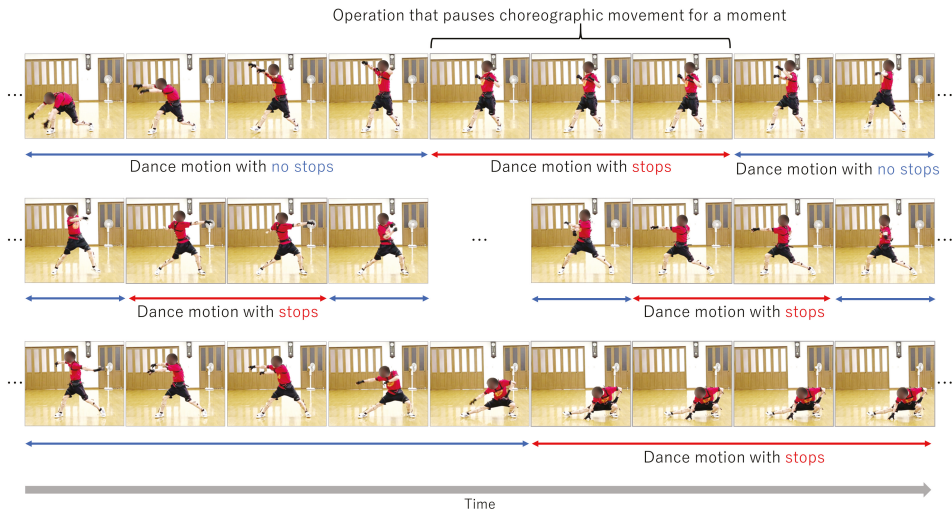 Operation that pauses choreographic movement for a moment
... ...
Dance motion with no stops Dance motion with stops Dance motion with no stops
... ... ...
Dance motion with stops Dance motion with stops
... ...
Dance motion with stops
Time